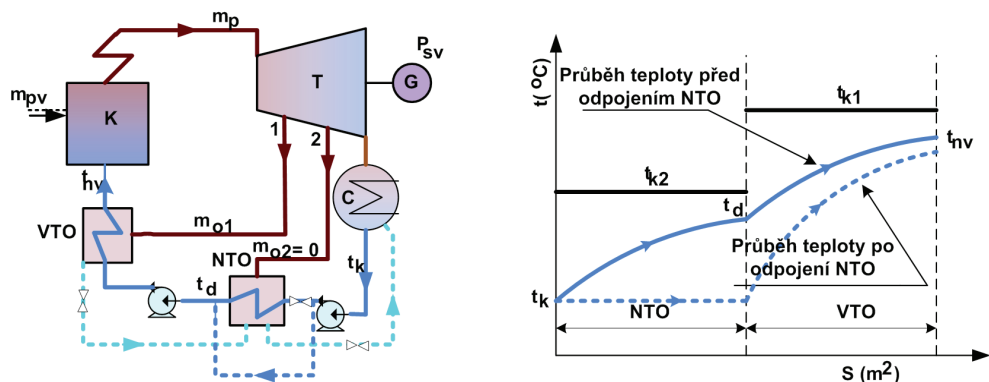 m_p
P_sv
T
G
m_pv
K
1
2
t_nv
C
VTO
m_o1
NTO
m_o2= 0
t_k
t_d
t( °C)
Průběh teploty před
odpojením NTO
t_k1
t_nv
t_k2
t_d
Průběh teploty po
odpojení NTO
t_k
NTO
VTO
S (m²)